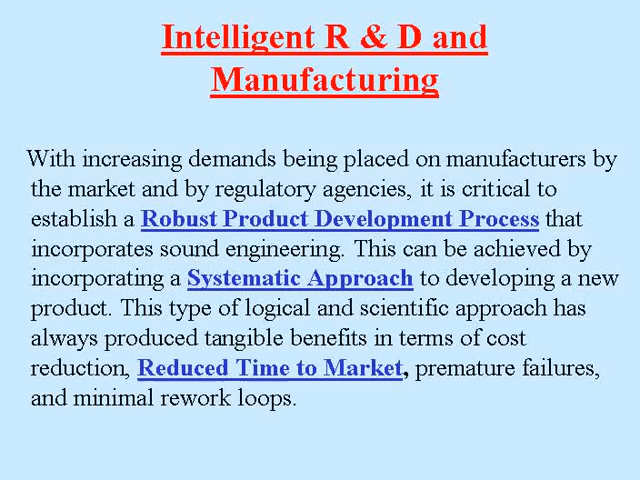 Intelligent R & D and
Manufacturing
With increasing demands being placed on manufacturers by
the market and by regulatory agencies, it is critical to
establish a Robust Product Development Process that
incorporates sound engineering. This can be achieved by
incorporating a Systematic Approach to developing a new
product. This type of logical and scientific approach has
always produced tangible benefits in terms of cost
reduction, Reduced Time to Market, premature failures,
and minimal rework loops.